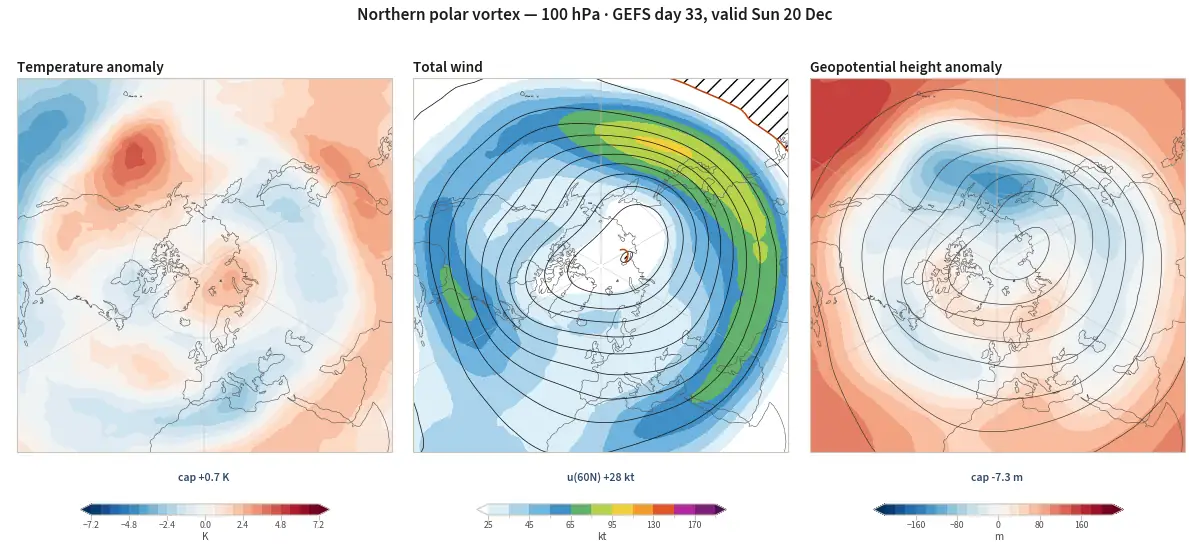 Northern polar vortex — 100 hPa · GEFS day 33, valid Sun 20 Dec
Temperature anomaly
Total wind
Geopotential height anomaly
cap +0.7 K
u(60N) +28 kt
cap -7.3 m
−7.2 −4.8 −2.4 0.0 2.4 4.8 7.2
K
25 45 65 95 130 170
kt
−160 −80 0 80 160
m